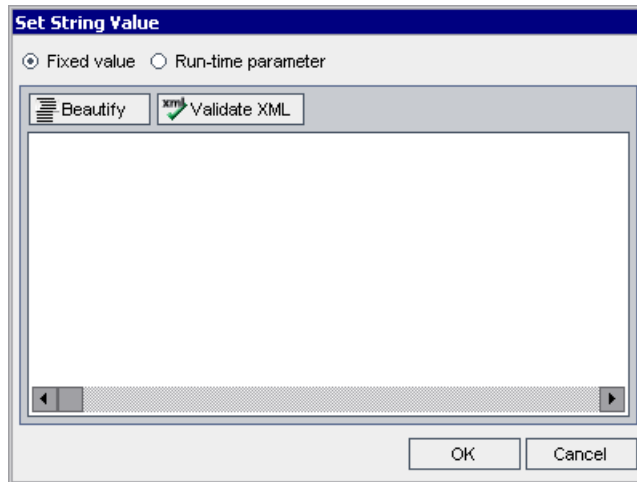 Set String Value
Fixed value Run-time parameter
Beautify xml Validate XML
OK Cancel